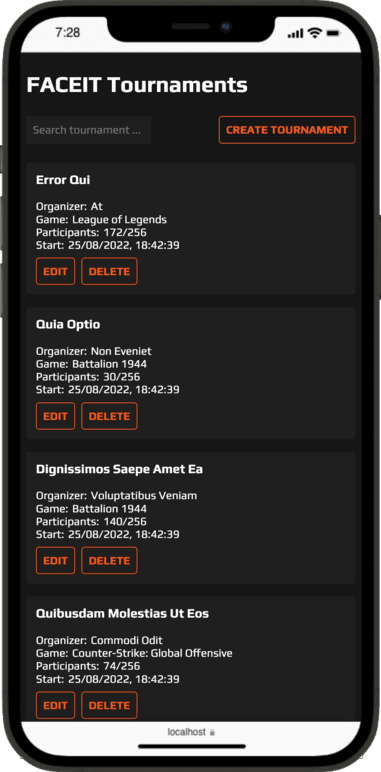 7:28
FACEIT Tournaments
Search tournament ...
CREATE TOURNAMENT
Error Qui
Organizer: At
Game: League of Legends
Participants: 172/256
Start: 25/08/2022, 18:42:39
EDIT DELETE
Quia Optio
Organizer: Non Eveniet
Game: Battalion 1944
Participants: 30/256
Start: 25/08/2022, 18:42:39
EDIT DELETE
Dignissimos Saepe Amet Ea
Organizer: Voluptatibus Veniam
Game: Battalion 1944
Participants: 140/256
Start: 25/08/2022, 18:42:39
EDIT DELETE
Quibusdam Molestias Ut Eos
Organizer: Commodi Odit
Game: Counter-Strike: Global Offensive
Participants: 74/256
Start: 25/08/2022, 18:42:39
EDIT DELETE
localhost